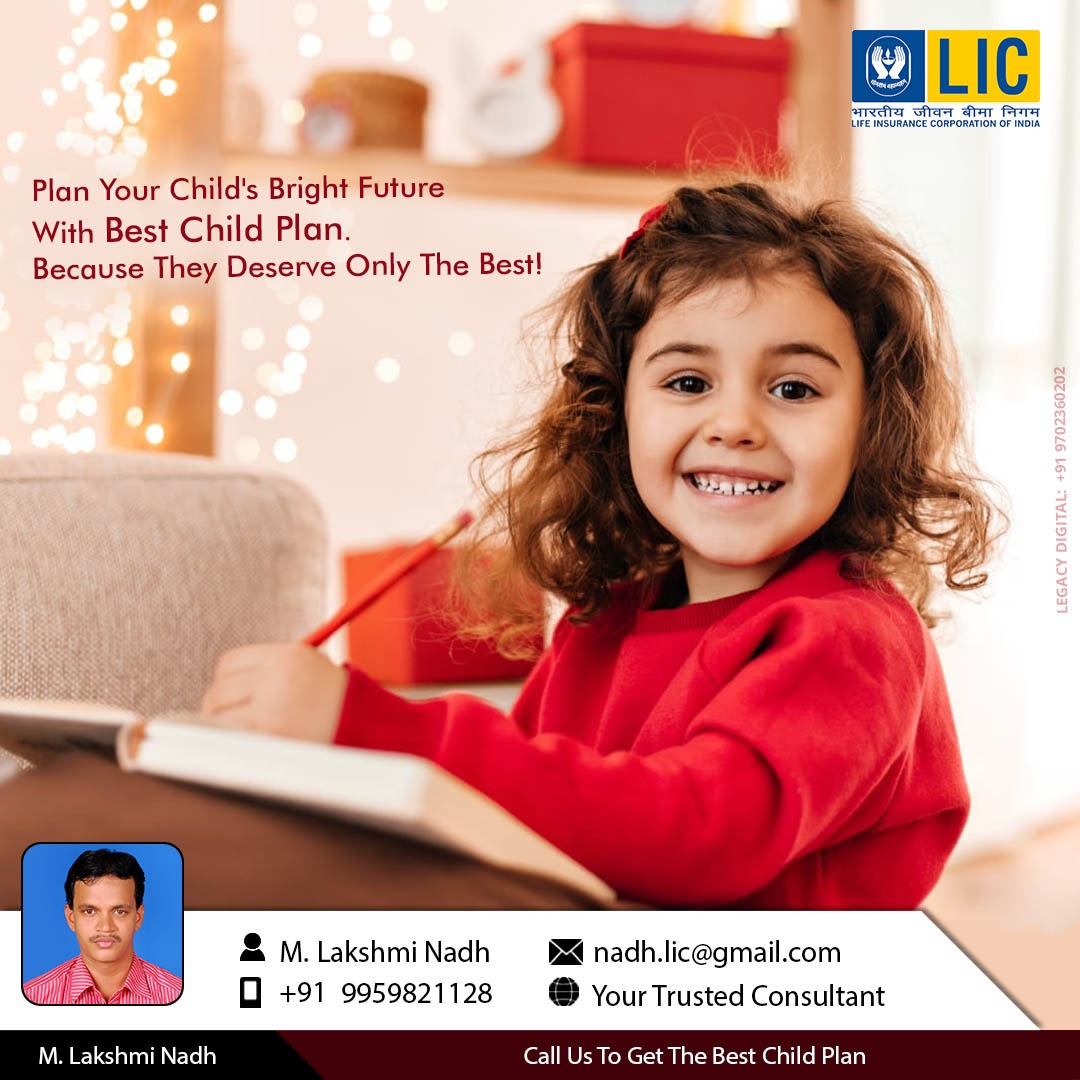 LIC
भारतीय जीवन बीमा निगम
LIFE INSURANCE CORPORATION OF INDIA
Plan Your Child's Bright Future
With Best Child Plan.
Because They Deserve Only The Best!
LEGACY DIGITAL: +91 9702360202
M. Lakshmi Nadh
+91 9959821128
nadh.lic@gmail.com
Your Trusted Consultant
M. Lakshmi Nadh
Call Us To Get The Best Child Plan